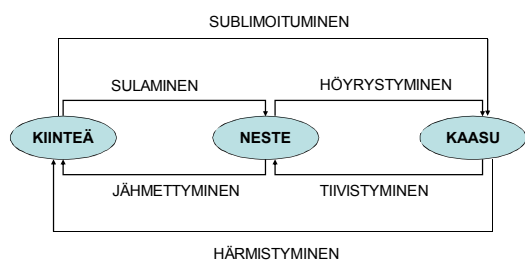 SUBLIMOITUMINEN
SULAMINEN
HÖYRYSTYMINEN
KIINTEÄ
NESTE
KAASU
JÄHMETTYMINEN
TIIVISTYMINEN
HÄRMISTYMINEN